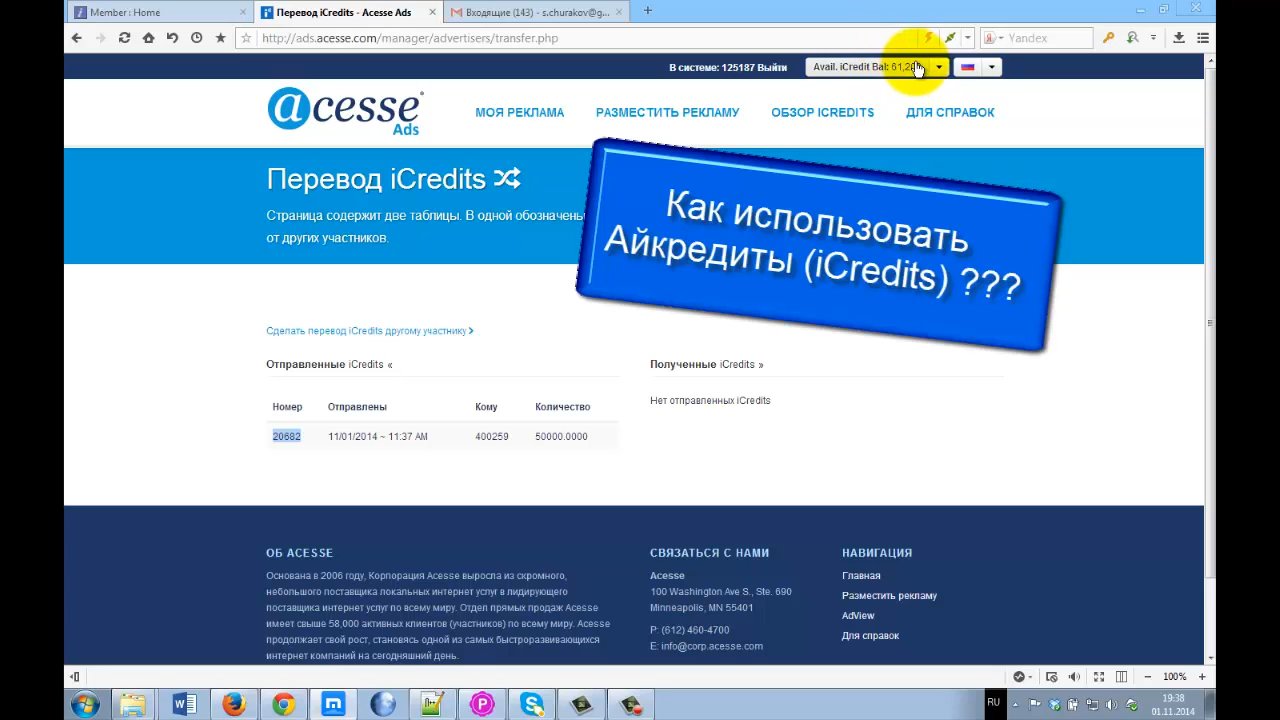 Member : Home
Перевод iCredits - Acesse Ads
Входящие (143) - s.churakov@g...
http://ads.acesse.com/manager/advertisers/transfer.php
Yandex
В системе: 125187 Выйти
Avail. iCredit Bal: 61,2
acesse
Ads
МОЯ РЕКЛАМА
РАЗМЕСТИТЬ РЕКЛАМУ
ОБЗОР ICREDITS
ДЛЯ СПРАВОК
Перевод iCredits
Страница содержит две таблицы. В одной обозначены
от других участников.
Как использовать
Айкредиты (iCredits) ???
Сделать перевод iCredits другому участнику
Отправленные iCredits «
Номер Отправлены Кому Количество
20682 11/01/2014 ~ 11:37 AM 400259 50000.0000
Полученные iCredits »
Нет отправленных iCredits
ОБ ACESSE
Основана в 2006 году, Корпорация Acesse выросла из скромного,
небольшого поставщика локальных интернет услуг в лидирующего
поставщика интернет услуг по всему миру. Отдел прямых продаж Acesse
имеет свыше 58,000 активных клиентов (участников) по всему миру. Acesse
продолжает свой рост, становясь одной из самых быстроразвивающихся
интернет компаний на сегодняшний день.
СВЯЗАТЬСЯ С НАМИ
Acesse
100 Washington Ave S., Ste. 690
Minneapolis, MN 55401
P: (612) 460-4700
E: info@corp.acesse.com
НАВИГАЦИЯ
Главная
Разместить рекламу
AdView
Для справок
100%
RU
19:38
01.11.2014